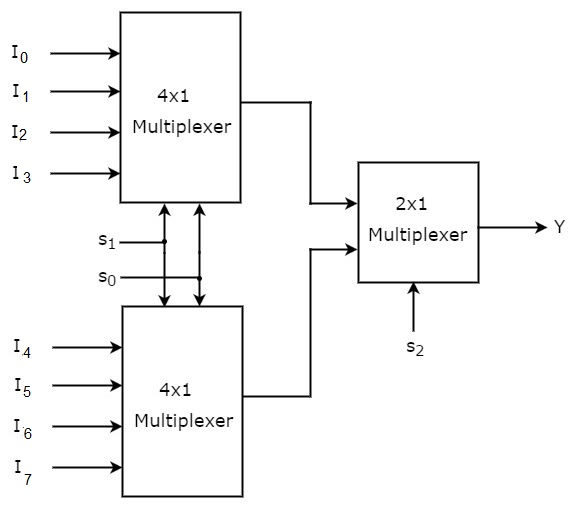 I0
I1
I2
I3
4x1
Multiplexer
s1
s0
I4
I5
I6
I7
4x1
Multiplexer
2x1
Multiplexer
Y
s2